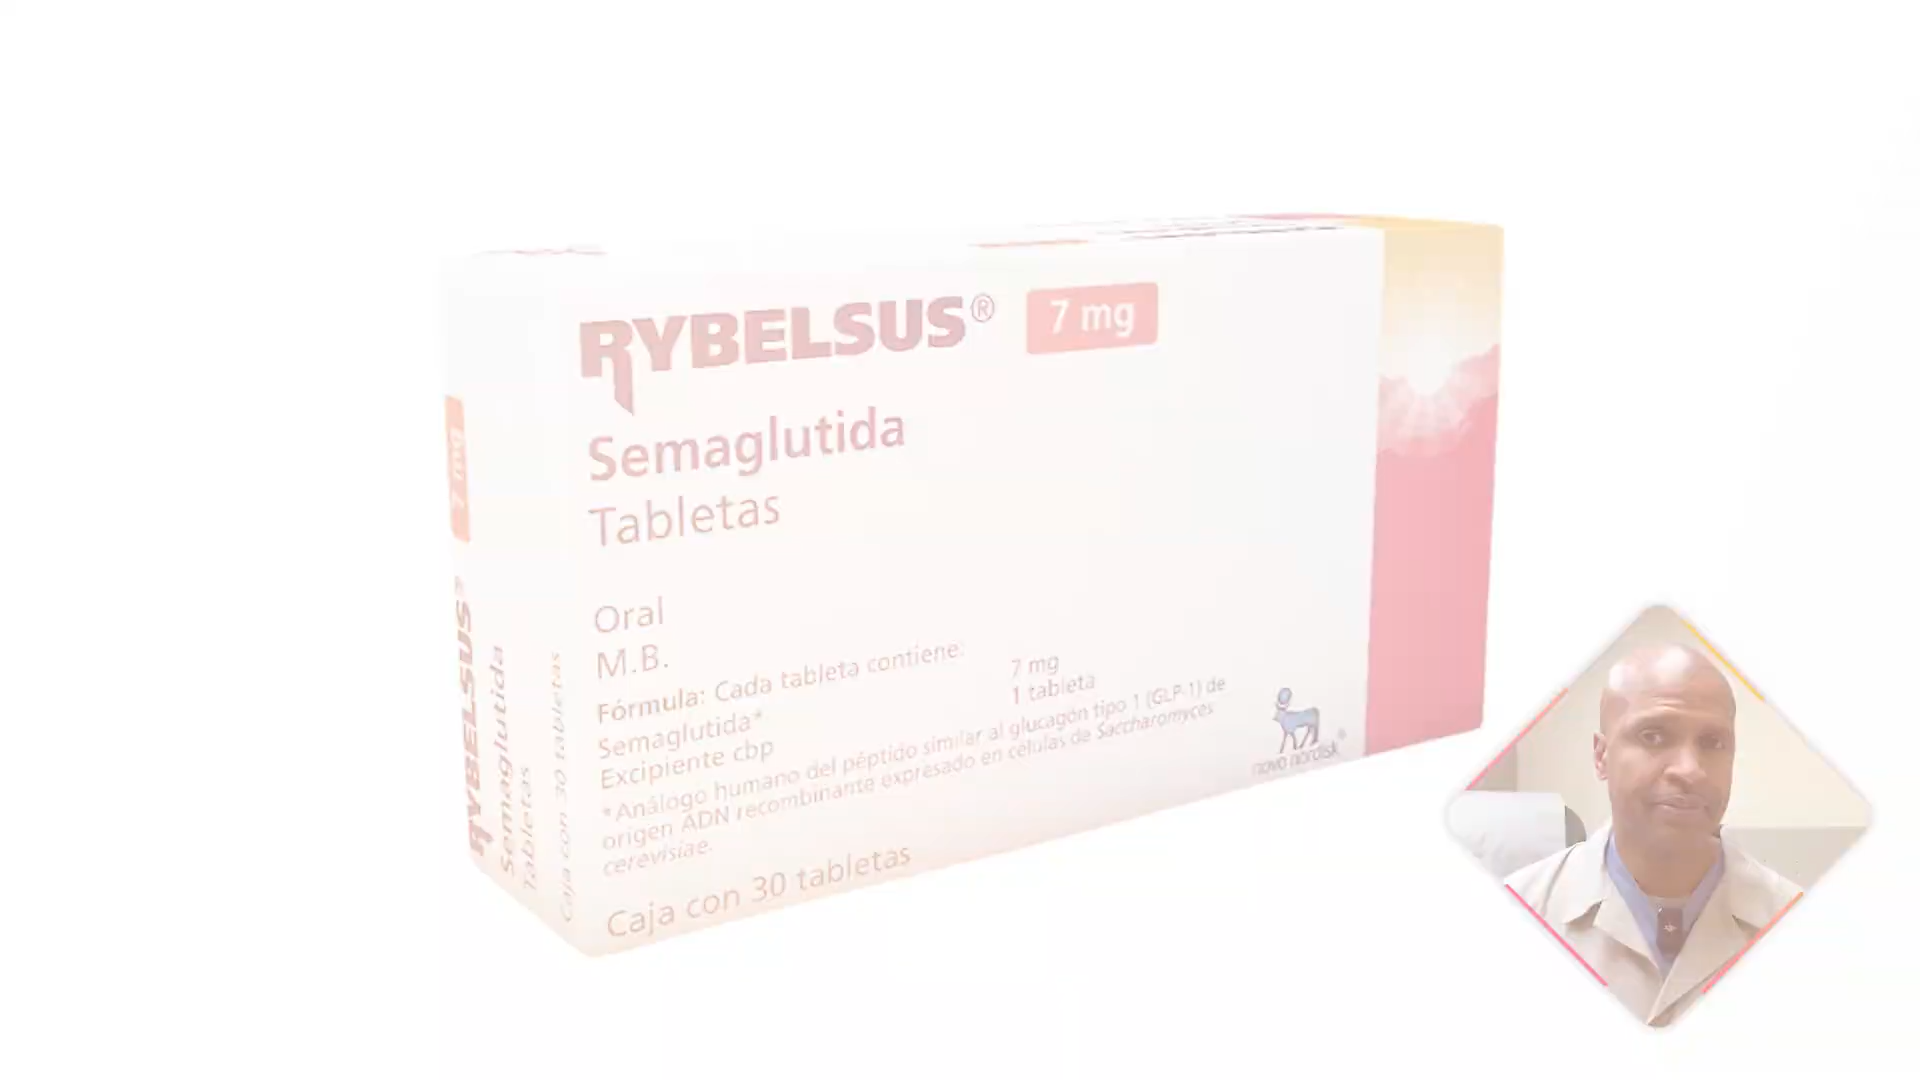 RYBELSUS® 7 mg
Semaglutida
Tabletas
Oral
M.B.
Fórmula: Cada tableta contiene:
Semaglutida* 7 mg
Excipiente cbp 1 tableta
*Análogo humano del péptido similar al glucagón tipo 1 (GLP-1) de
origen ADN recombinante expresado en células de Saccharomyces
cerevisiae.
Caja con 30 tabletas
novo nordisk®
7 mg
RYBELSUS®
Semaglutida
Tabletas
Caja con 30 tabletas